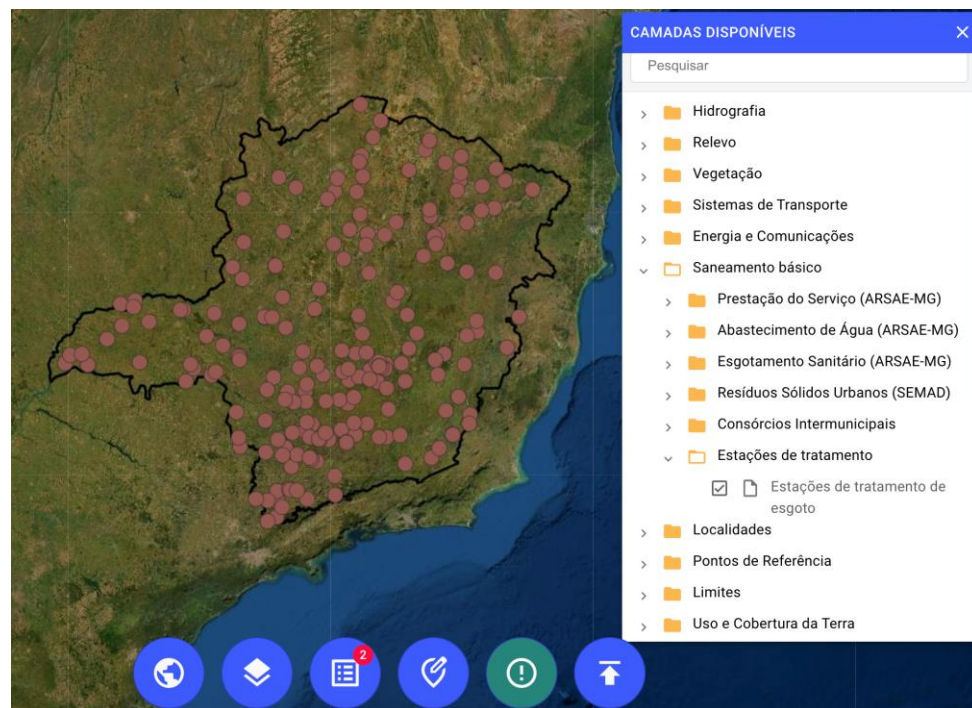 CAMADAS DISPONÍVEIS
Pesquisar
Hidrografia
Relevo
Vegetação
Sistemas de Transporte
Energia e Comunicações
Saneamento básico
Prestação do Serviço (ARSAE-MG)
Abastecimento de Água (ARSAE-MG)
Esgotamento Sanitário (ARSAE-MG)
Resíduos Sólidos Urbanos (SEMAD)
Consórcios Intermunicipais
Estações de tratamento
Estações de tratamento de
esgoto
Localidades
Pontos de Referência
Limites
Uso e Cobertura da Terra
2